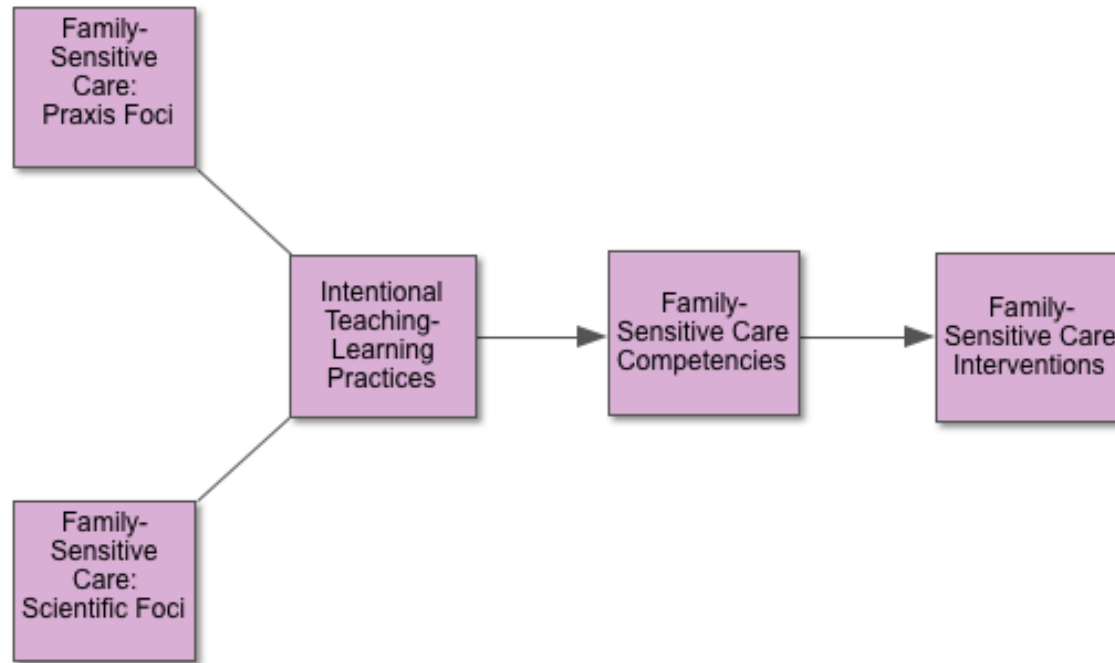 Family-
Sensitive
Care:
Praxis Foci
Intentional
Teaching-
Learning
Practices
Family-
Sensitive Care
Competencies
Family-
Sensitive Care
Interventions
Family-
Sensitive
Care:
Scientific Foci